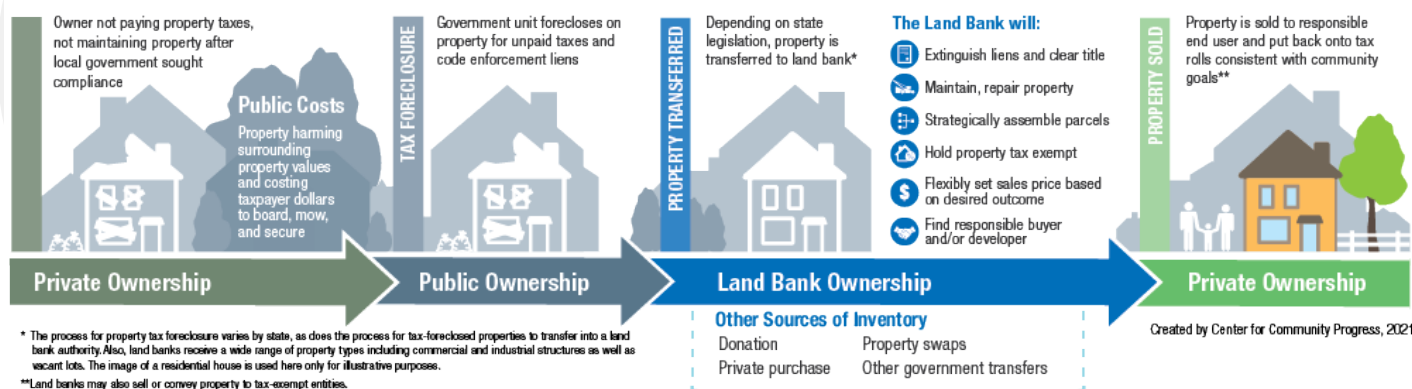 Owner not paying property taxes,
not maintaining property after
local government sought
compliance
Public Costs
Property harming
surrounding
property values
and costing
taxpayer dollars
to board, mow,
and secure
TAX FORECLOSURE
Government unit forecloses on
property for unpaid taxes and
code enforcement liens
PROPERTY TRANSFERRED
Depending on state
legislation, property is
transferred to land bank*
The Land Bank will:
Extinguish liens and clear title
Maintain, repair property
Strategically assemble parcels
Hold property tax exempt
$
Flexibly set sales price based
on desired outcome
Find responsible buyer
and/or developer
PROPERTY SOLD
Property is sold to responsible
end user and put back onto tax
rolls consistent with community
goals**
Private Ownership
Public Ownership
Land Bank Ownership
Private Ownership
* The process for property tax foreclosure varies by state, as does the process for tax-foreclosed properties to transfer into a land
bank authority. Also, land banks receive a wide range of property types including commercial and industrial structures as well as
vacant lots. The image of a residential house is used here only for illustrative purposes.
**Land banks may also sell or convey property to tax-exempt entities.
Other Sources of Inventory
Donation
Property swaps
Private purchase
Other government transfers
Created by Center for Community Progress, 2021